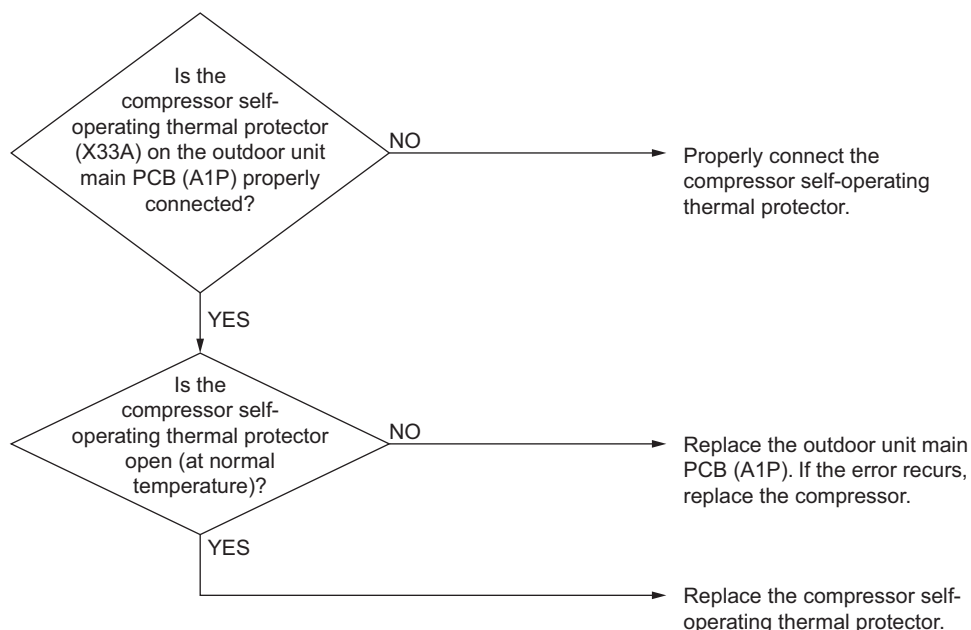 Is the
compressor self-
operating thermal protector
(X33A) on the outdoor unit
main PCB (A1P) properly
connected?
NO
Properly connect the
compressor self-operating
thermal protector.
YES
Is the
compressor self-
operating thermal protector
open (at normal
temperature)?
NO
Replace the outdoor unit main
PCB (A1P). If the error recurs,
replace the compressor.
YES
Replace the compressor self-
operating thermal protector.